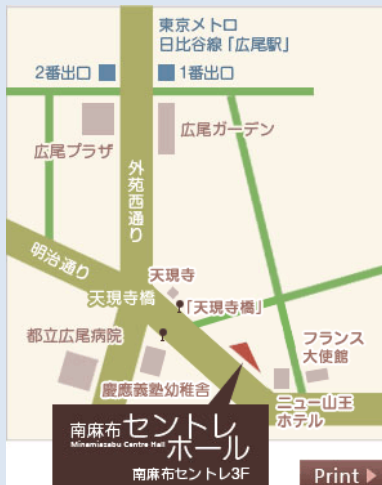 東京メトロ
日比谷線「広尾駅」
2番出口
1番出口
広尾ガーデン
広尾プラザ
外苑西通り
明治通り
天現寺
天現寺橋
「天現寺橋」
都立広尾病院
フランス
大使館
慶應義塾幼稚舎
ニュー山王
ホテル
南麻布セントレ
Minamiazabu Centre Hall
ホール
南麻布セントレ3F
Print